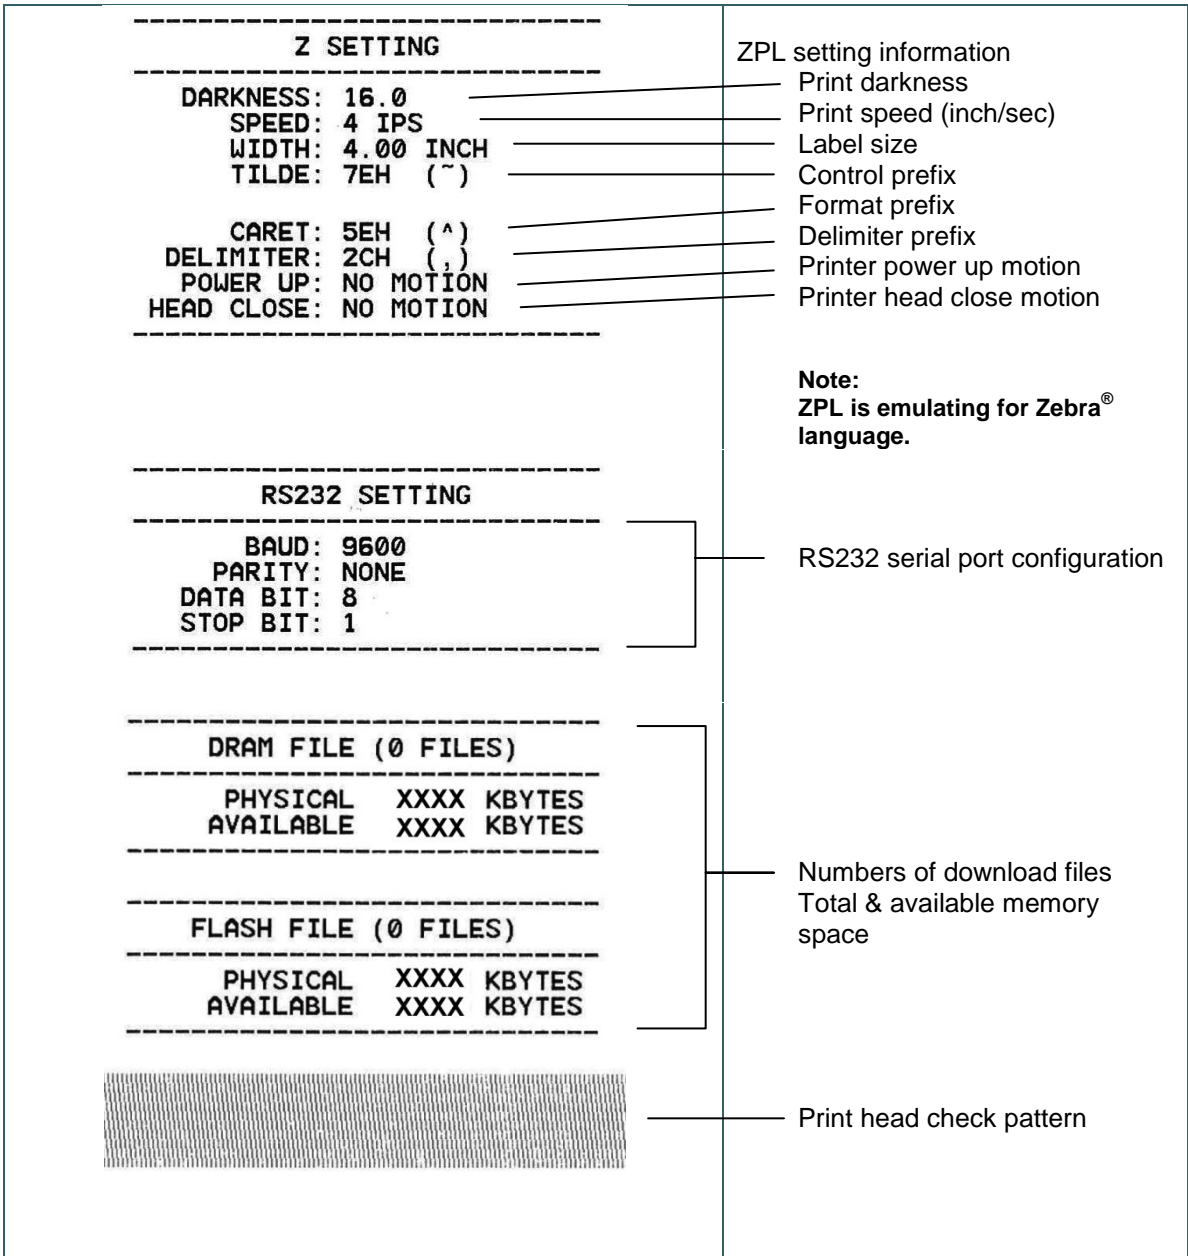 Z SETTING
DARKNESS: 16.0
SPEED: 4 IPS
WIDTH: 4.00 INCH
TILDE: 7EH (~)
CARET: 5EH (^)
DELIMITER: 2CH (,)
POWER UP: NO MOTION
HEAD CLOSE: NO MOTION
ZPL setting information
Print darkness
Print speed (inch/sec)
Label size
Control prefix
Format prefix
Delimiter prefix
Printer power up motion
Printer head close motion
Note:
ZPL is emulating for Zebra®
language.
RS232 SETTING
BAUD: 9600
PARITY: NONE
DATA BIT: 8
STOP BIT: 1
RS232 serial port configuration
DRAM FILE (0 FILES)
PHYSICAL XXXX KBYTES
AVAILABLE XXXX KBYTES
FLASH FILE (0 FILES)
PHYSICAL XXXX KBYTES
AVAILABLE XXXX KBYTES
Numbers of download files
Total & available memory
space
Print head check pattern